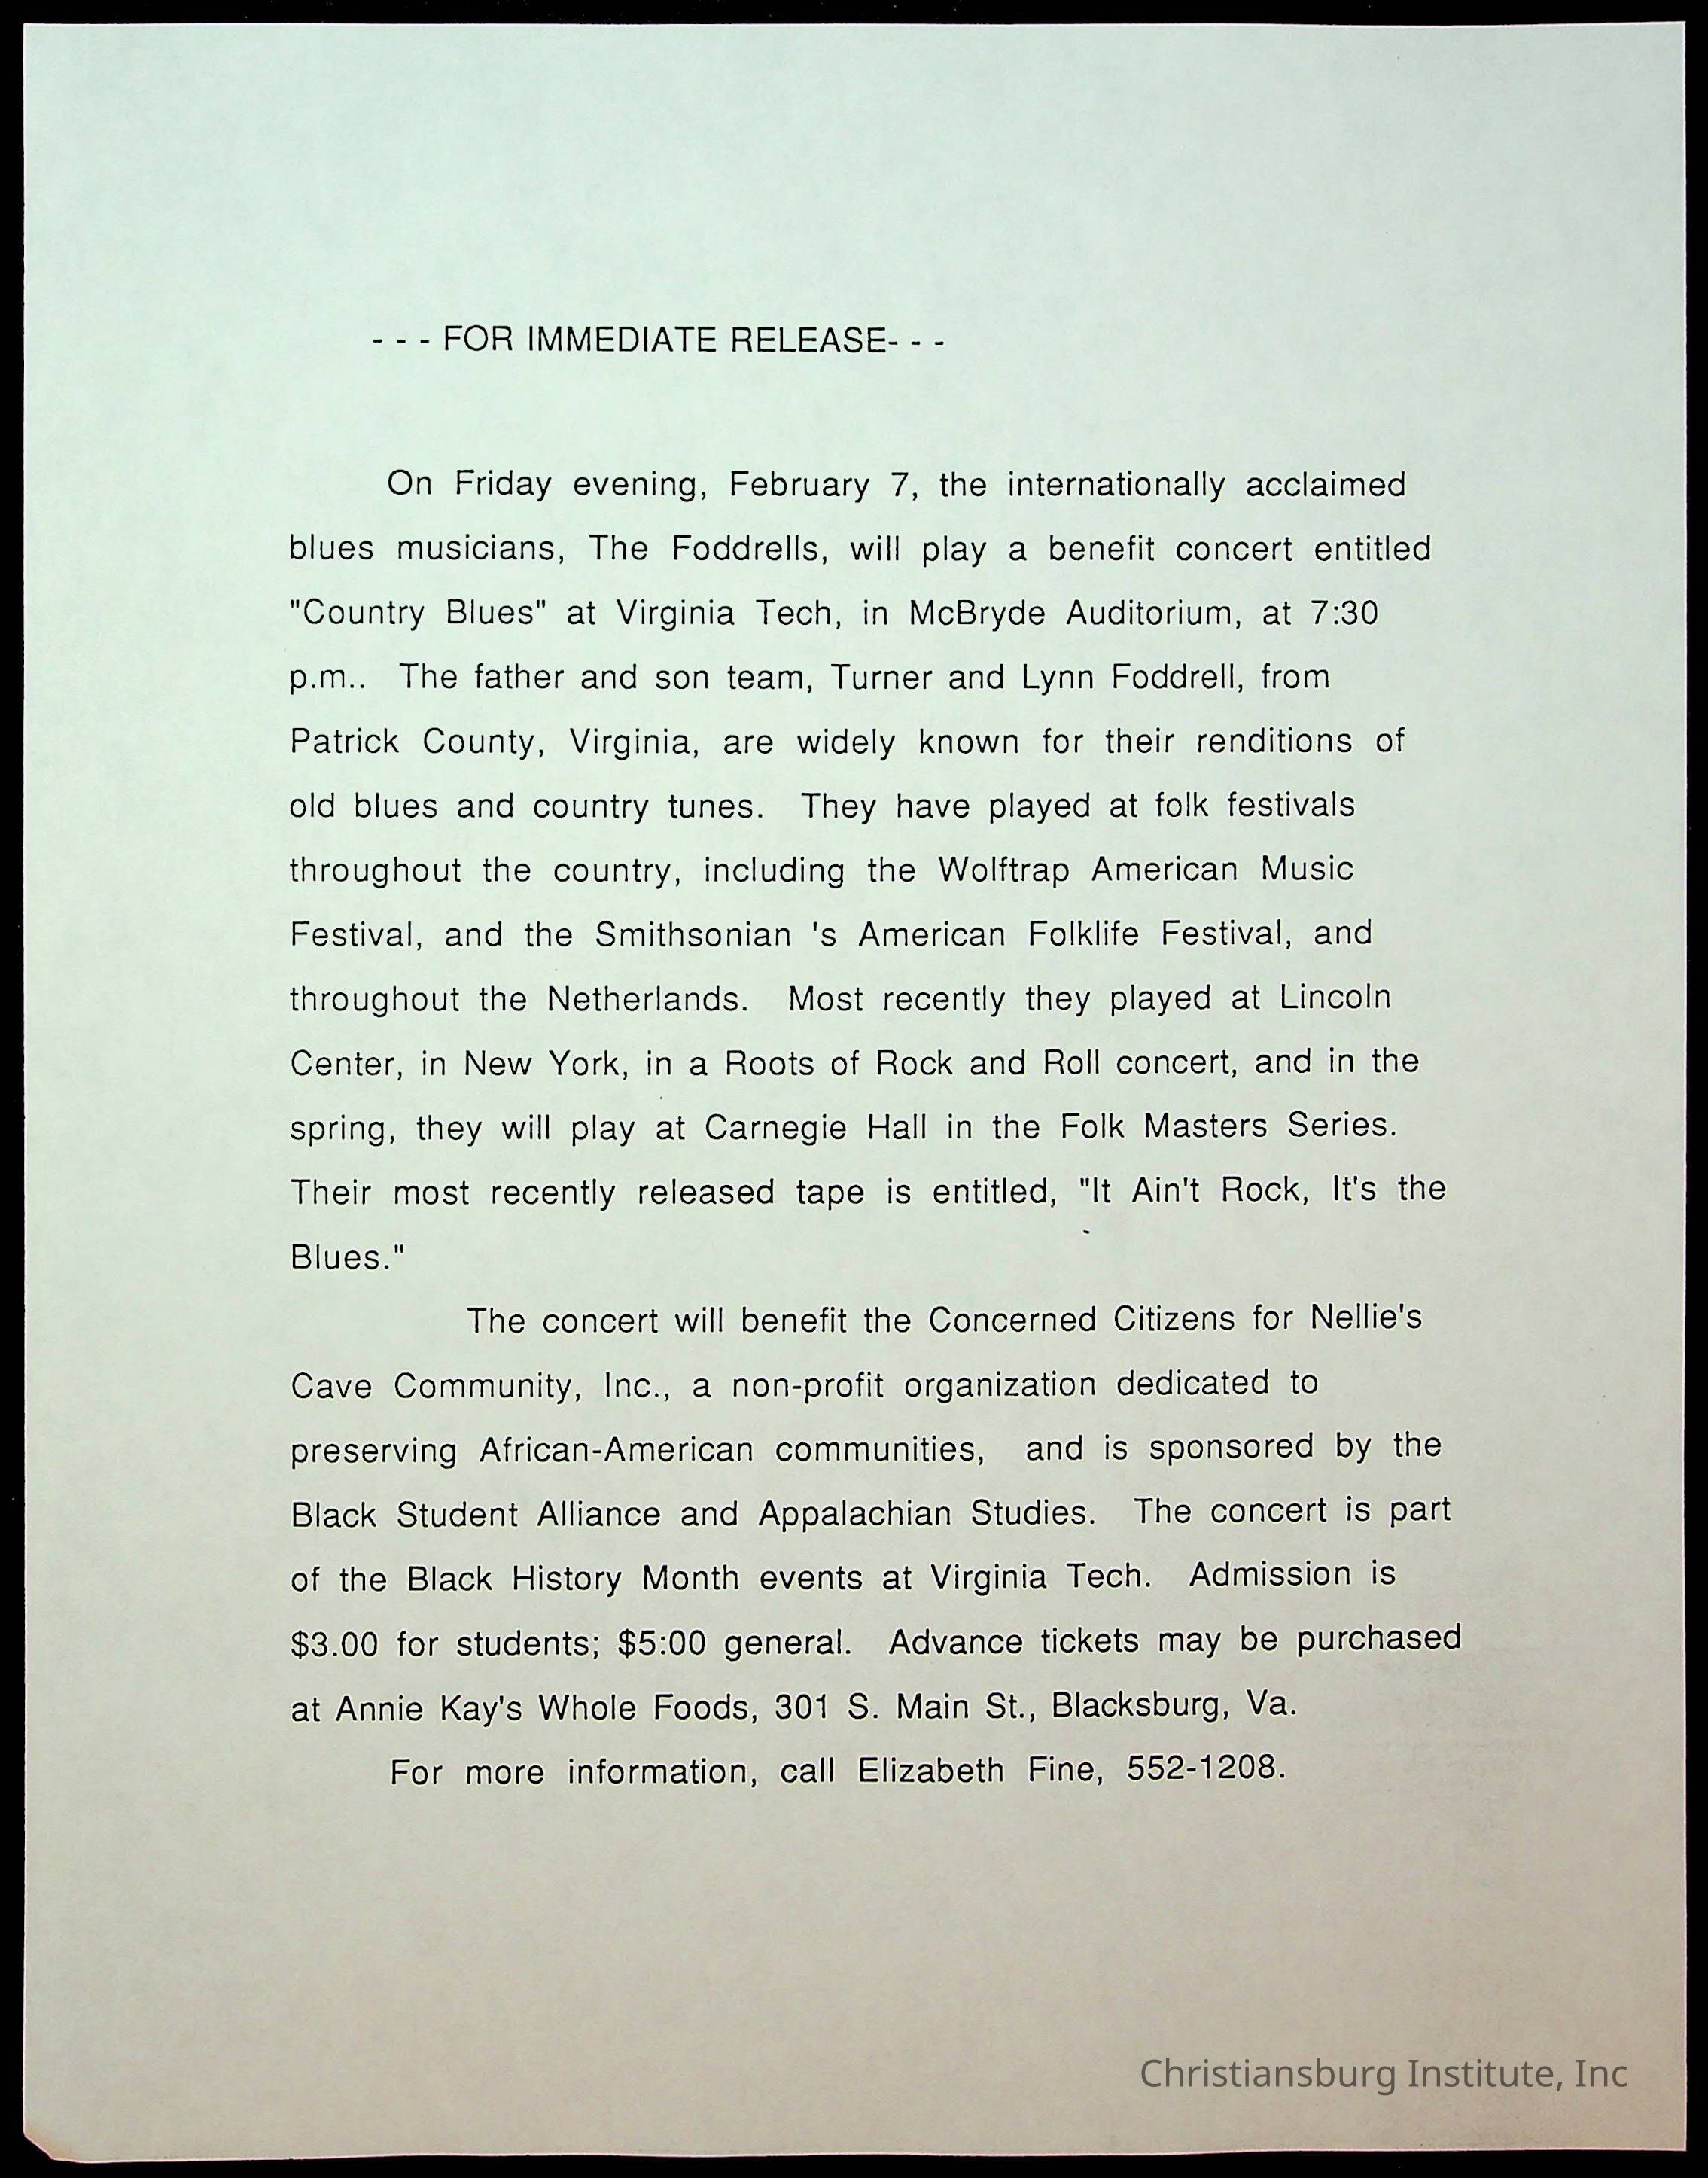 - - - FOR IMMEDIATE RELEASE- - -
On Friday evening, February 7, the internationally acclaimed
blues musicians, The Foddrells, will play a benefit concert entitled
"Country Blues" at Virginia Tech, in McBryde Auditorium, at 7:30
p.m.. The father and son team, Turner and Lynn Foddrell, from
Patrick County, Virginia, are widely known for their renditions of
old blues and country tunes. They have played at folk festivals
throughout the country, including the Wolftrap American Music
Festival, and the Smithsonian 's American Folklife Festival, and
throughout the Netherlands. Most recently they played at Lincoln
Center, in New York, in a Roots of Rock and Roll concert, and in the
spring, they will play at Carnegie Hall in the Folk Masters Series.
Their most recently released tape is entitled, "It Ain't Rock, It's the
Blues."
The concert will benefit the Concerned Citizens for Nellie's
Cave Community, Inc., a non-profit organization dedicated to
preserving African-American communities, and is sponsored by the
Black Student Alliance and Appalachian Studies. The concert is part
of the Black History Month events at Virginia Tech. Admission is
$3.00 for students; $5:00 general. Advance tickets may be purchased
at Annie Kay's Whole Foods, 301 S. Main St., Blacksburg, Va.
For more information, call Elizabeth Fine, 552-1208.
Christiansburg Institute, Inc